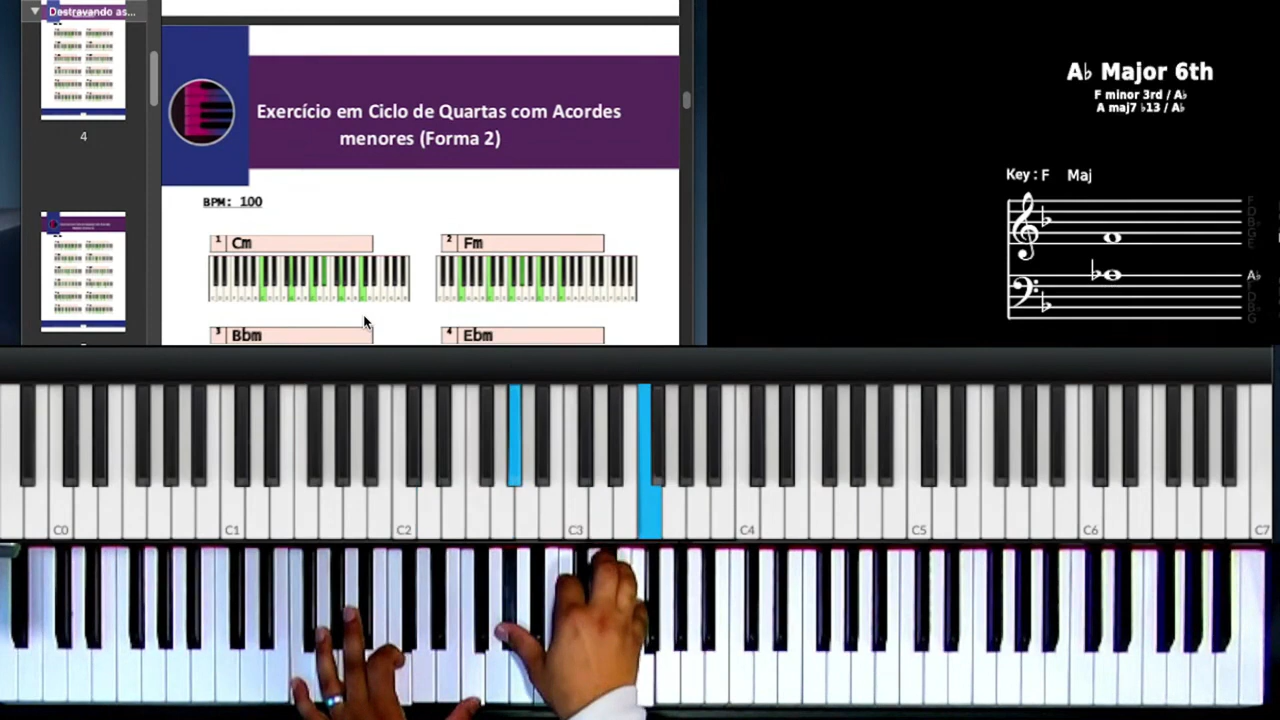 Destravando as...
4
Exercício em Ciclo de Quartas com Acordes
menores (Forma 2)
BPM: 100
1 Cm
2 Fm
3 Bbm
4 Ebm
A♭ Major 6th
F minor 3rd / A♭
A maj7 ♭13 / A♭
Key: F Maj
A♭
C0 C1 C2 C3 C4 C5 C6 C7